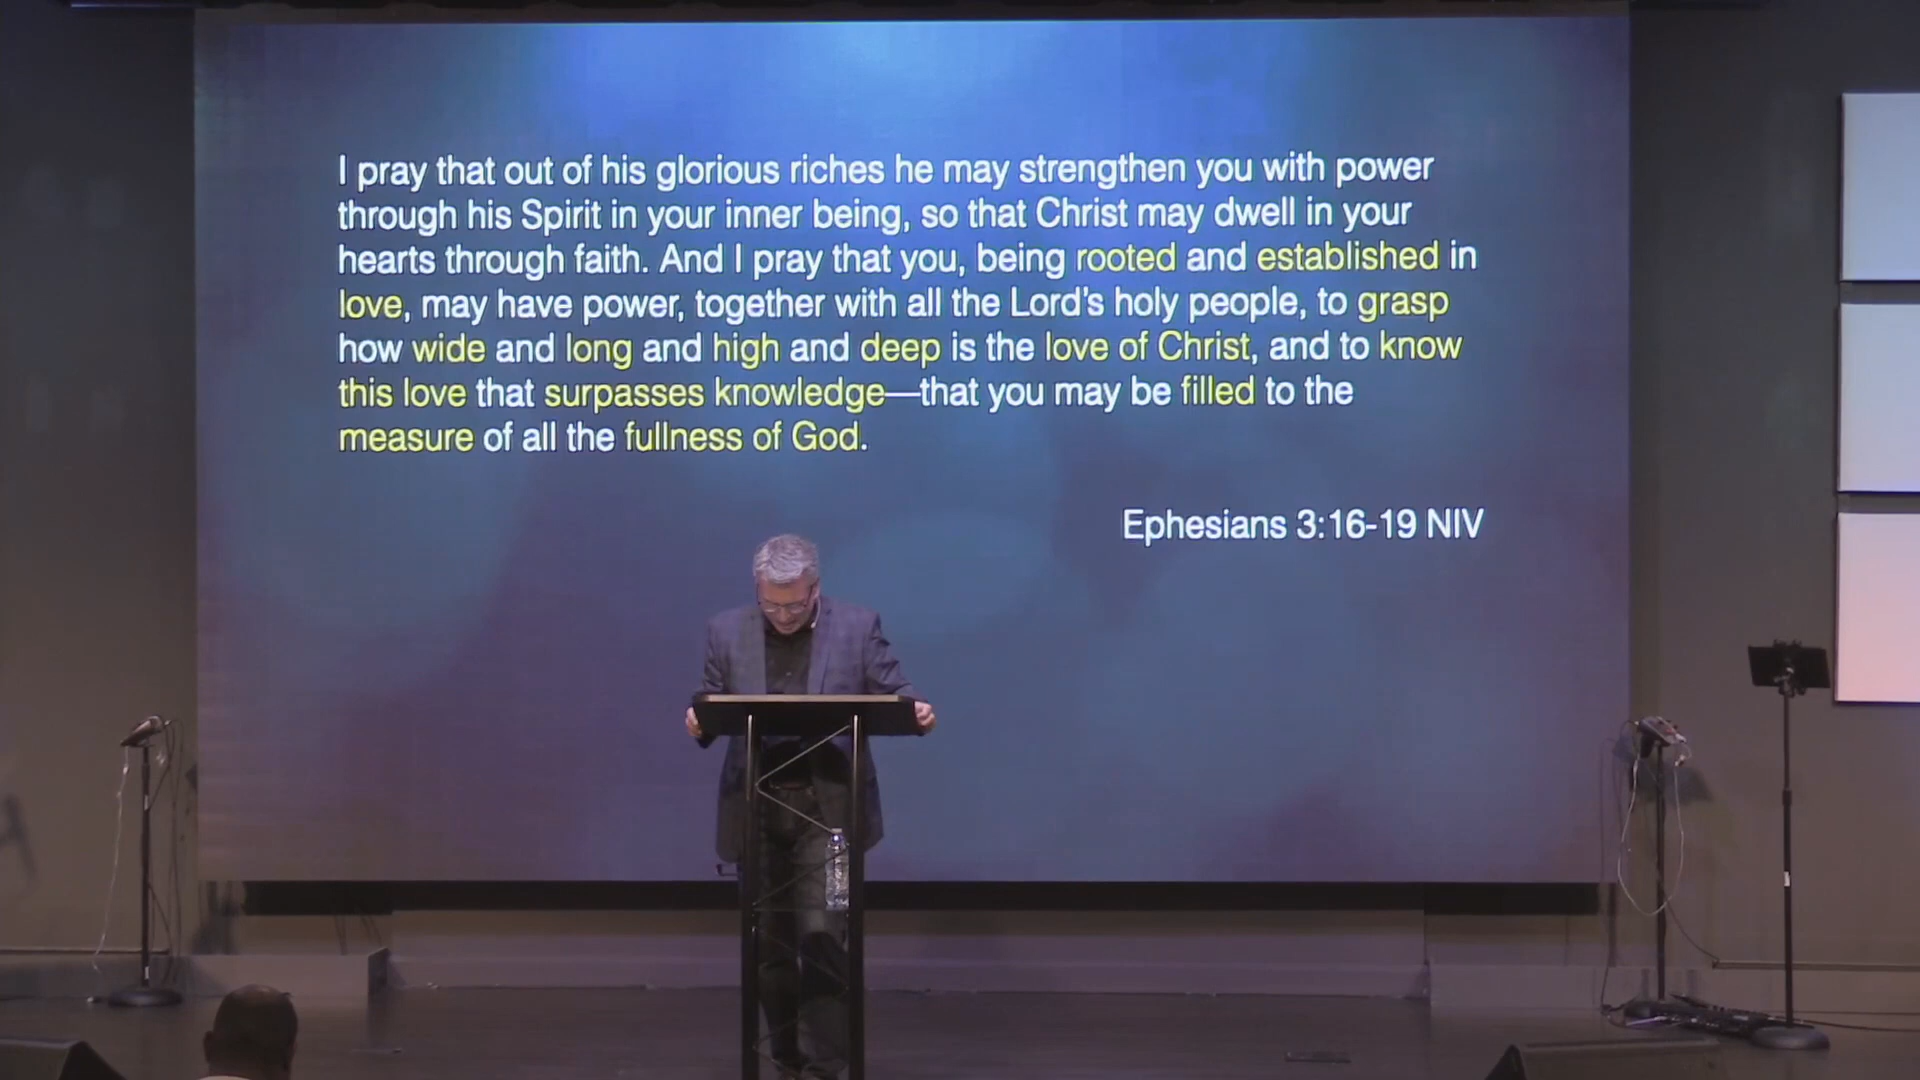 I pray that out of his glorious riches he may strengthen you with power
through his Spirit in your inner being, so that Christ may dwell in your
hearts through faith. And I pray that you, being rooted and established in
love, may have power, together with all the Lord's holy people, to grasp
how wide and long and high and deep is the love of Christ, and to know
this love that surpasses knowledge—that you may be filled to the
measure of all the fullness of God.
Ephesians 3:16-19 NIV